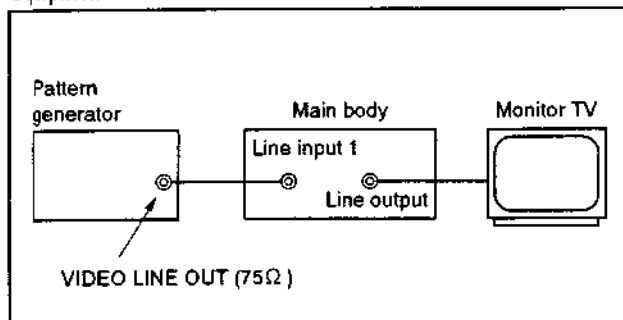 Pattern
generator
Main body
Monitor TV
Line input 1
Line output
VIDEO LINE OUT (75Ω)